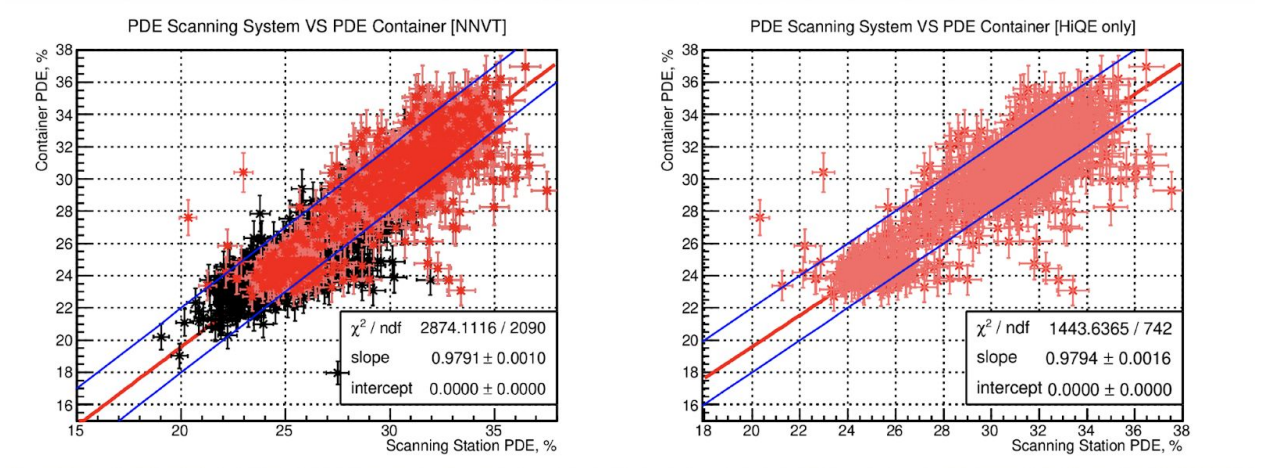 PDE Scanning System VS PDE Container [NNVT]
Container PDE, %
38
36
34
32
30
28
26
24
22
20
18
16
χ² / ndf 2874.1116 / 2090
slope 0.9791 ± 0.0010
intercept 0.0000 ± 0.0000
15 20 25 30 35
Scanning Station PDE, %
PDE Scanning System VS PDE Container [HiQE only]
Container PDE, %
38
36
34
32
30
28
26
24
22
20
18
16
χ² / ndf 1443.6365 / 742
slope 0.9794 ± 0.0016
intercept 0.0000 ± 0.0000
18 20 22 24 26 28 30 32 34 36 38
Scanning Station PDE, %